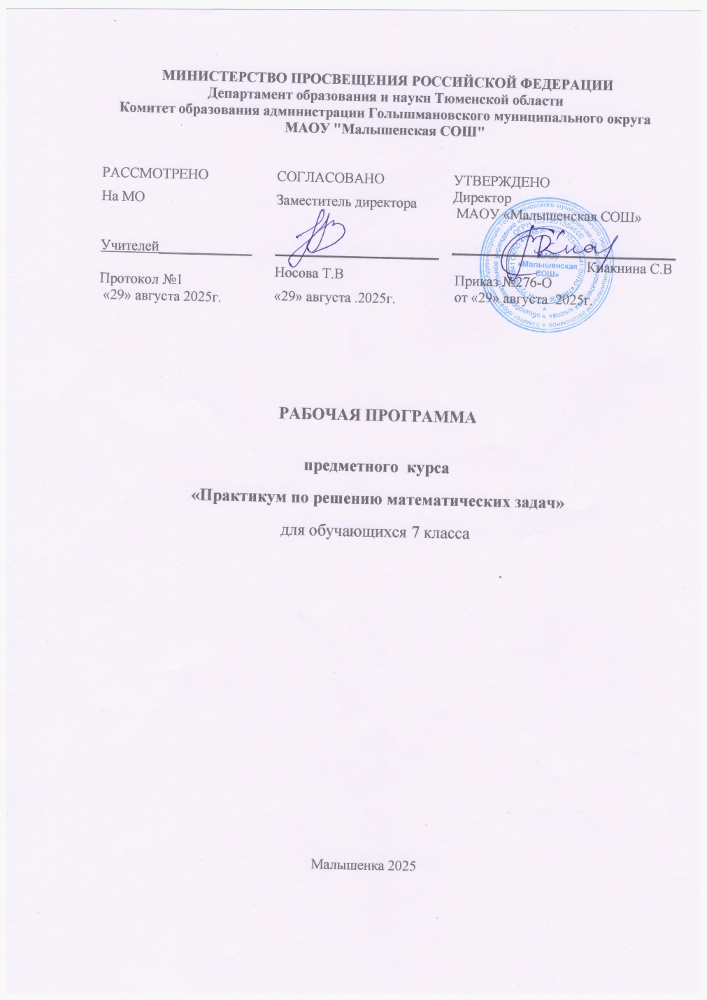 МИНИСТЕРСТВО ПРОСВЕЩЕНИЯ РОССИЙСКОЙ ФЕДЕРАЦИИ
Департамент образования и науки Тюменской области
Комитет образования администрации Голышмановского муниципального округа
МАОУ "Малышенская СОШ"
РАССМОТРЕНО
На МО
Учителей____________
Протокол №1
«29» августа 2025г.
СОГЛАСОВАНО
Заместитель директора
Носова Т.В
«29» августа .2025г.
УТВЕРЖДЕНО
Директор
МАОУ «Малышенская СОШ»
Киакнина С.В
Приказ №276-О
от «29» августа 2025г.
ОГРН 1027201554600
МАОУ
«Малышенская
СОШ»
РАБОЧАЯ ПРОГРАММА
предметного курса
«Практикум по решению математических задач»
для обучающихся 7 класса
Малышенка 2025